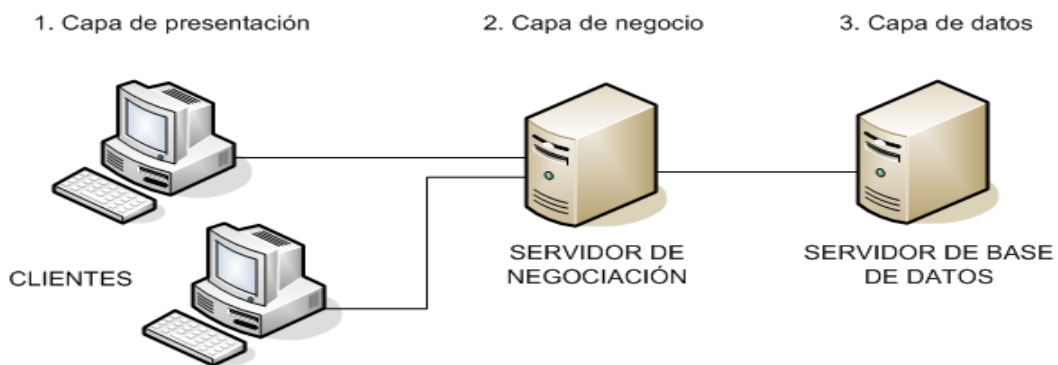 1. Capa de presentación
2. Capa de negocio
3. Capa de datos
CLIENTES
SERVIDOR DE
NEGOCIACIÓN
SERVIDOR DE BASE
DE DATOS